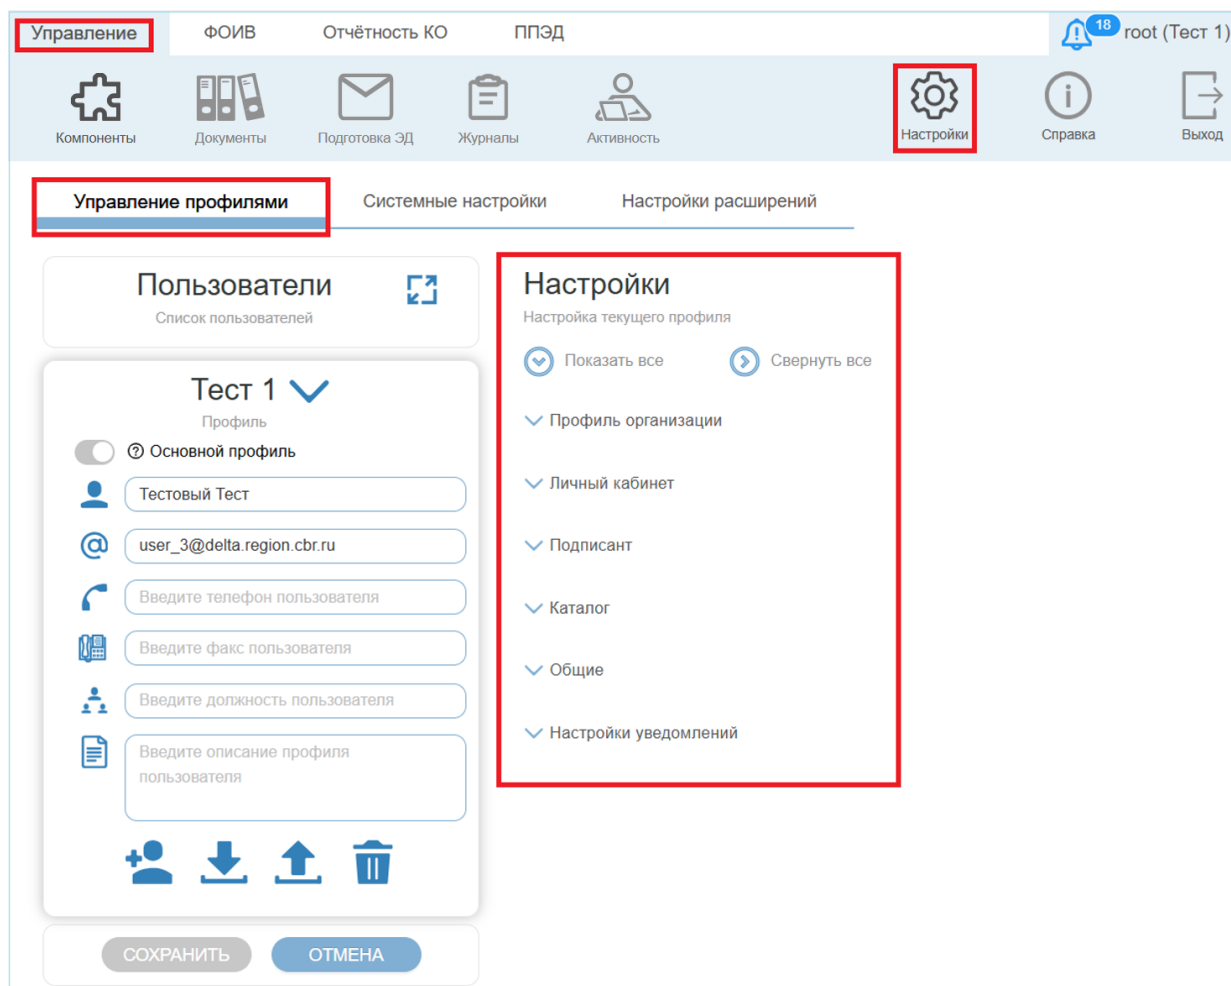 Управление ФОИВ Отчётность КО ППЭД 18 root (Тест 1)
Компоненты Документы Подготовка ЭД Журналы Активность Настройки Справка Выход
Управление профилями Системные настройки Настройки расширений
Пользователи
Список пользователей
Тест 1
Профиль
Основной профиль
Тестовый Тест
user_3@delta.region.cbr.ru
Введите телефон пользователя
Введите факс пользователя
Введите должность пользователя
Введите описание профиля
пользователя
СОХРАНИТЬ ОТМЕНА
Настройки
Настройка текущего профиля
Показать все Свернуть все
Профиль организации
Личный кабинет
Подписант
Каталог
Общие
Настройки уведомлений